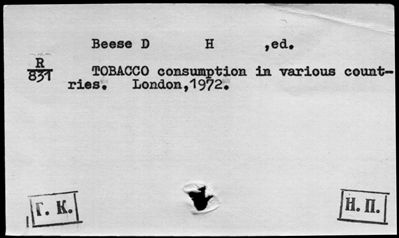 Beese D H ,ed.
R
831
TOBACCO consumption in various count-
ries. London,1972.
Г. К.
Н. П.